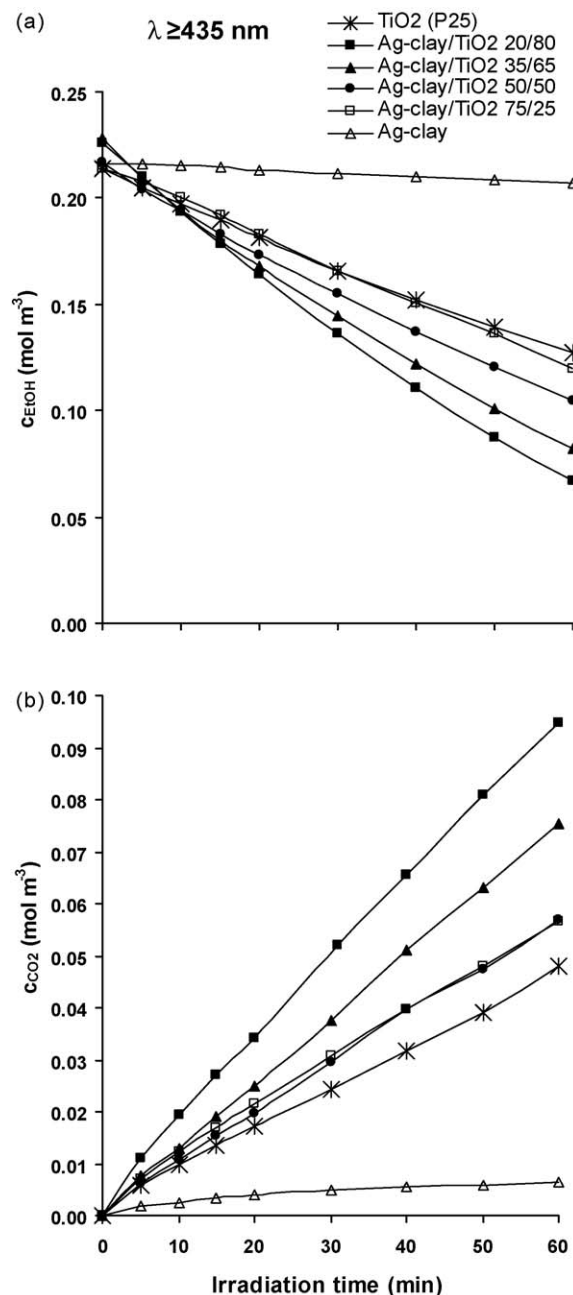 (a)
λ ≥435 nm
TiO2 (P25)
Ag-clay/TiO2 20/80
Ag-clay/TiO2 35/65
Ag-clay/TiO2 50/50
Ag-clay/TiO2 75/25
Ag-clay
0.25
0.20
0.15
0.10
0.05
0.00
cEtOH (mol m-3)
(b)
0.10
0.09
0.08
0.07
0.06
0.05
0.04
0.03
0.02
0.01
0.00
cCO2 (mol m-3)
0 10 20 30 40 50 60
Irradiation time (min)